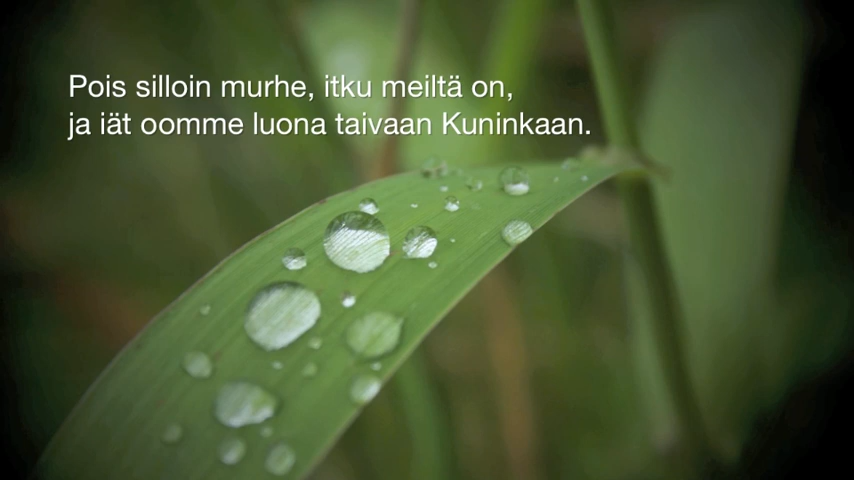 Pois silloin murhe, itku meiltä on,
ja iät oomme luona taivaan Kuninkaan.